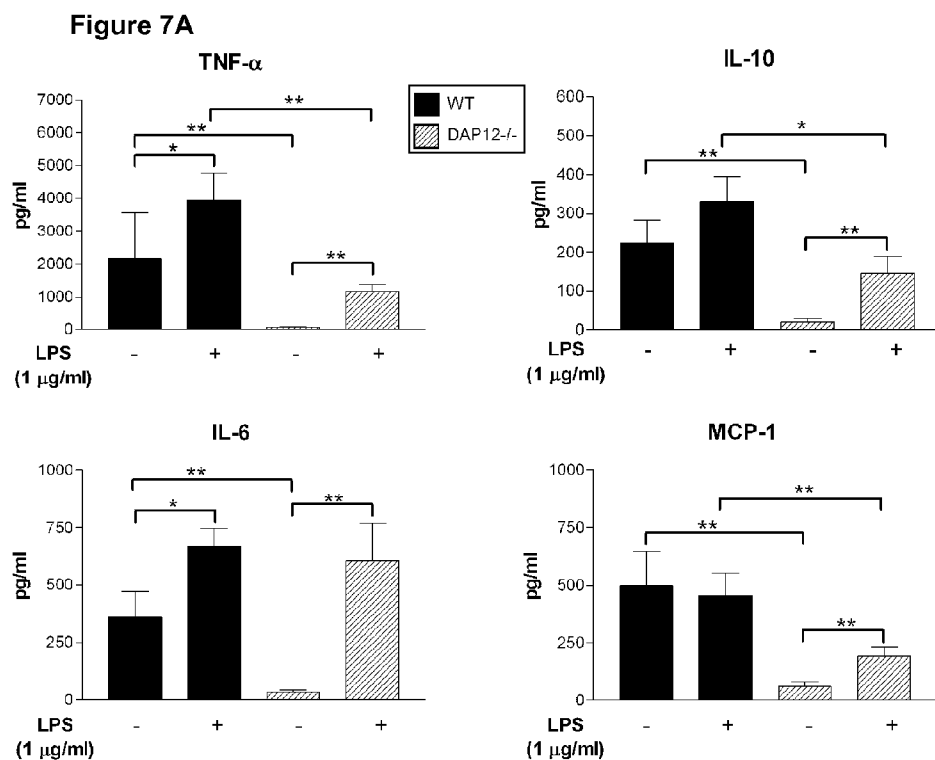 Figure 7A
TNF-α
WT
DAP12-/-
7000
6000
5000
4000
3000
2000
1000
0
pg/ml
**
**
*
**
LPS
(1 μg/ml)
-
+
-
+
IL-10
600
500
400
300
200
100
0
pg/ml
*
**
**
LPS
(1 μg/ml)
-
+
-
+
IL-6
1000
750
500
250
0
pg/ml
**
*
**
LPS
(1 μg/ml)
-
+
-
+
MCP-1
1000
750
500
250
0
pg/ml
**
**
**
LPS
(1 μg/ml)
-
+
-
+